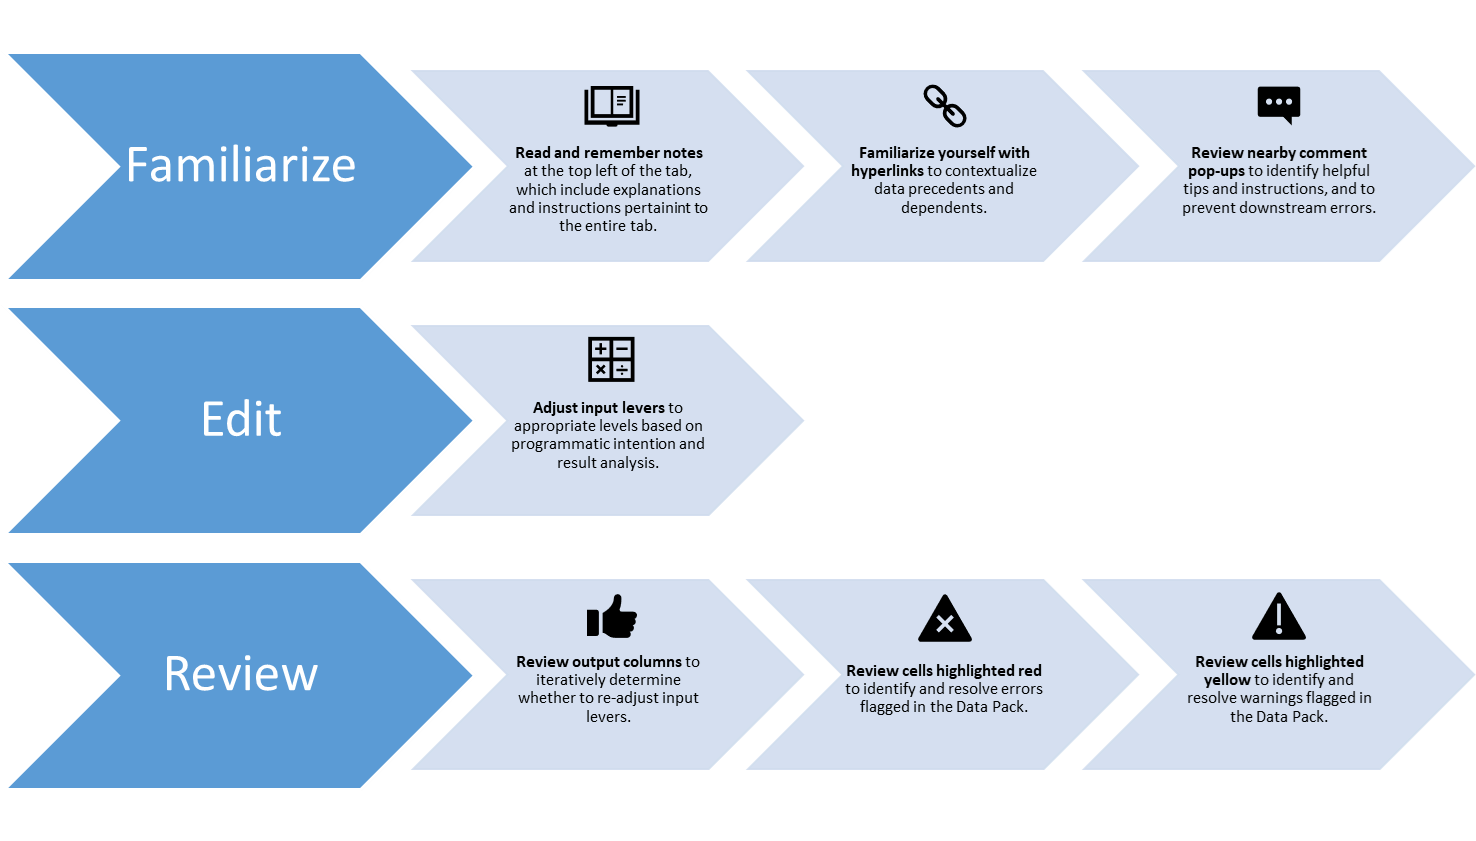 Familiarize
Read and remember notes
at the top left of the tab,
which include explanations
and instructions pertainint to
the entire tab.
Familiarize yourself with
hyperlinks to contextualize
data precedents and
dependents.
Review nearby comment
pop-ups to identify helpful
tips and instructions, and to
prevent downstream errors.
Edit
Adjust input levers to
appropriate levels based on
programmatic intention and
result analysis.
Review
Review output columns to
iteratively determine
whether to re-adjust input
levers.
Review cells highlighted red
to identify and resolve errors
flagged in the Data Pack.
Review cells highlighted
yellow to identify and
resolve warnings flagged in
the Data Pack.